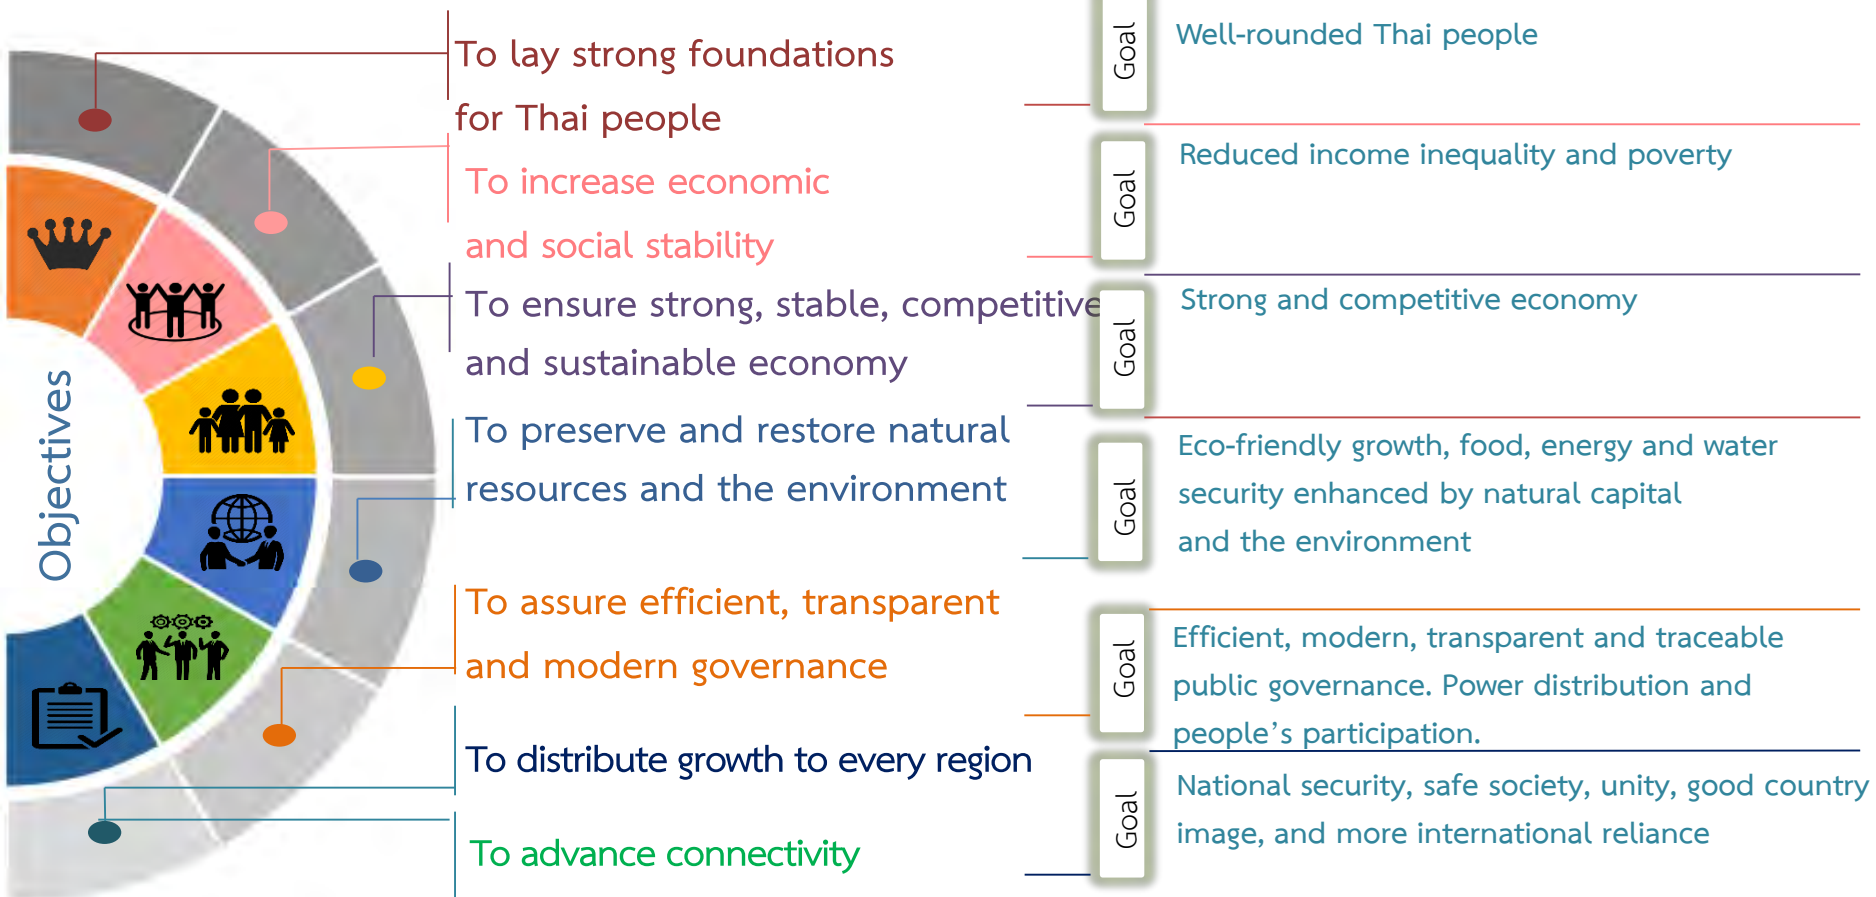 Objectives
To lay strong foundations
for Thai people
Goal
Well-rounded Thai people
To increase economic
and social stability
Goal
Reduced income inequality and poverty
To ensure strong, stable, competitive
and sustainable economy
Goal
Strong and competitive economy
To preserve and restore natural
resources and the environment
Goal
Eco-friendly growth, food, energy and water
security enhanced by natural capital
and the environment
To assure efficient, transparent
and modern governance
Goal
Efficient, modern, transparent and traceable
public governance. Power distribution and
people’s participation.
To distribute growth to every region
To advance connectivity
Goal
National security, safe society, unity, good country
image, and more international reliance